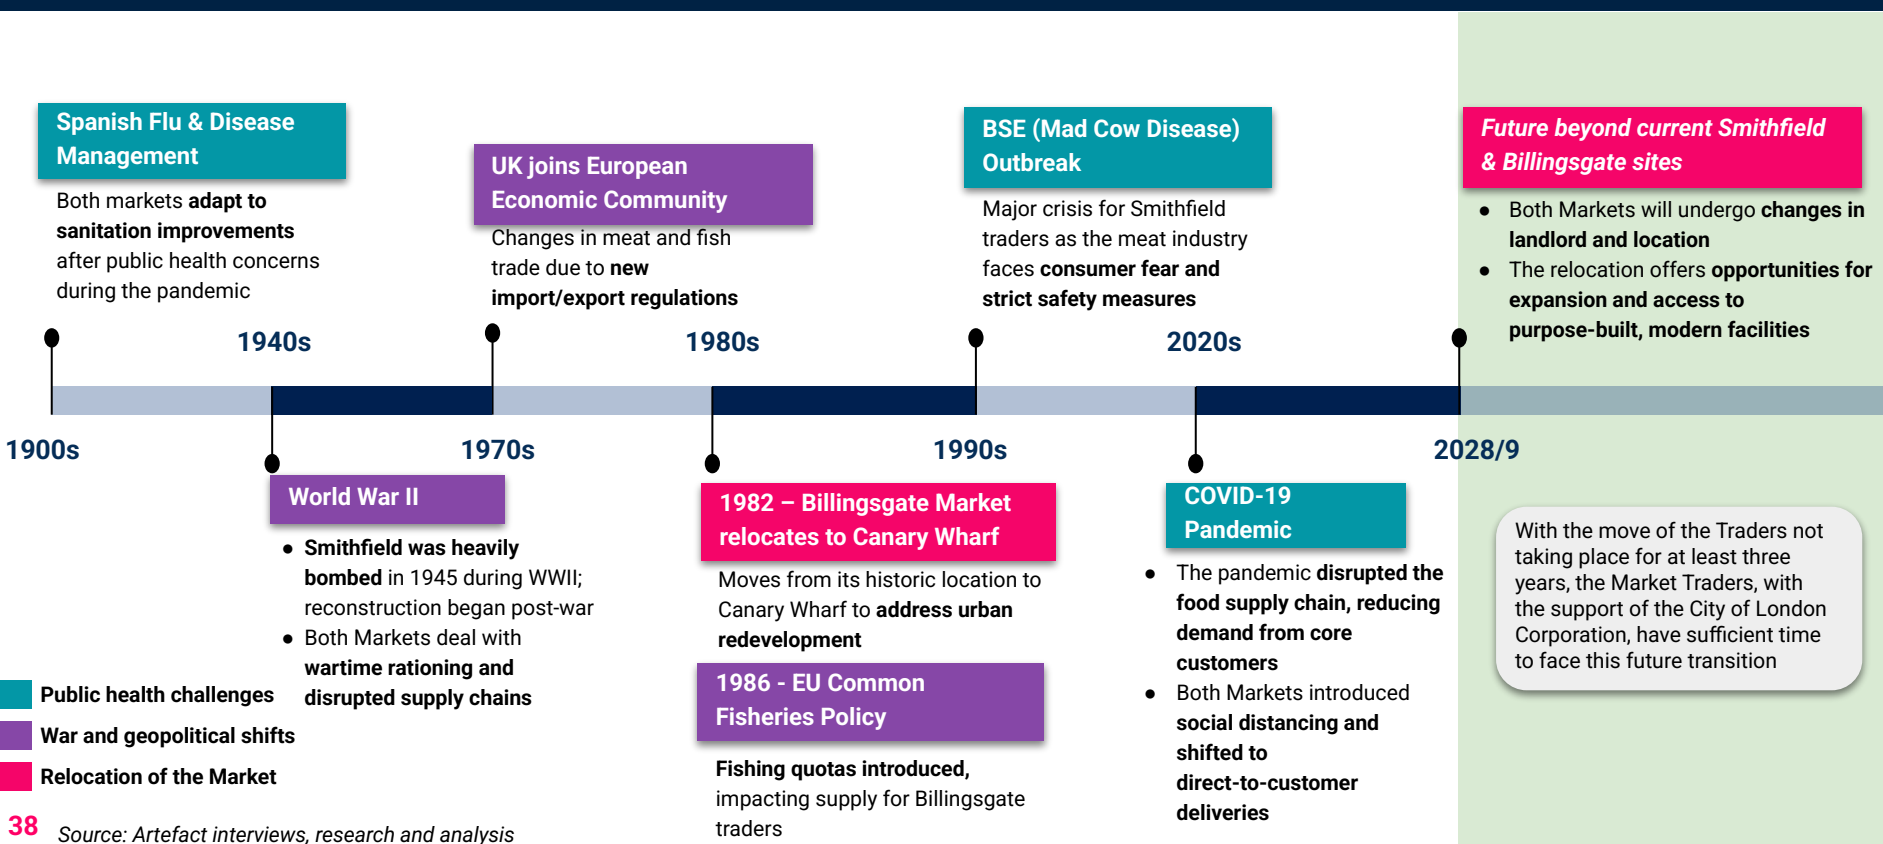 Spanish Flu & Disease
Management
Both markets adapt to
sanitation improvements
after public health concerns
during the pandemic
UK joins European
Economic Community
Changes in meat and fish
trade due to new
import/export regulations
BSE (Mad Cow Disease)
Outbreak
Major crisis for Smithfield
traders as the meat industry
faces consumer fear and
strict safety measures
Future beyond current Smithfield
& Billingsgate sites
● Both Markets will undergo changes in
landlord and location
● The relocation offers opportunities for
expansion and access to
purpose-built, modern facilities
1940s
1980s
2020s
1900s
1970s
1990s
2028/9
World War II
● Smithfield was heavily
bombed in 1945 during WWII;
reconstruction began post-war
● Both Markets deal with
wartime rationing and
disrupted supply chains
1982 – Billingsgate Market
relocates to Canary Wharf
Moves from its historic location to
Canary Wharf to address urban
redevelopment
1986 - EU Common
Fisheries Policy
Fishing quotas introduced,
impacting supply for Billingsgate
traders
COVID-19
Pandemic
● The pandemic disrupted the
food supply chain, reducing
demand from core
customers
● Both Markets introduced
social distancing and
shifted to
direct-to-customer
deliveries
With the move of the Traders not
taking place for at least three
years, the Market Traders, with
the support of the City of London
Corporation, have sufficient time
to face this future transition
Public health challenges
War and geopolitical shifts
Relocation of the Market
38
Source: Artefact interviews, research and analysis